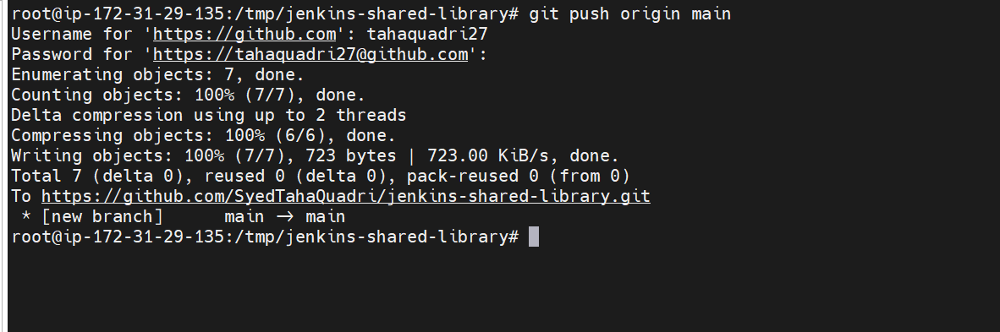 root@ip-172-31-29-135:/tmp/jenkins-shared-library# git push origin main
Username for 'https://github.com': tahaquadri27
Password for 'https://tahaquadri27@github.com':
Enumerating objects: 7, done.
Counting objects: 100% (7/7), done.
Delta compression using up to 2 threads
Compressing objects: 100% (6/6), done.
Writing objects: 100% (7/7), 723 bytes | 723.00 KiB/s, done.
Total 7 (delta 0), reused 0 (delta 0), pack-reused 0 (from 0)
To https://github.com/SyedTahaQuadri/jenkins-shared-library.git
 * [new branch]      main -> main
root@ip-172-31-29-135:/tmp/jenkins-shared-library#